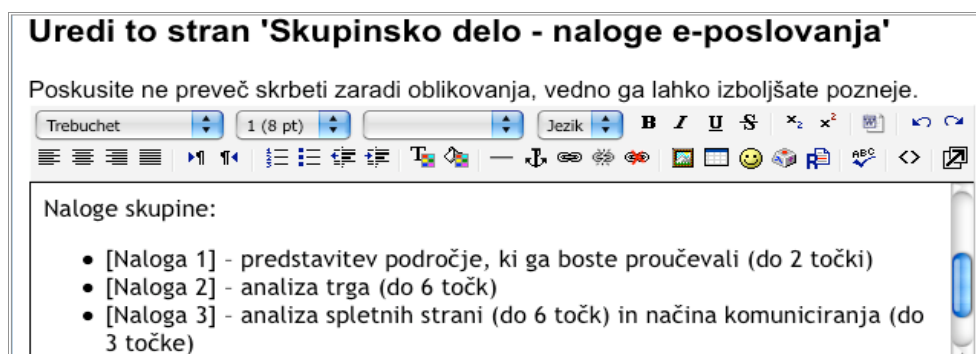 Uredi to stran 'Skupinsko delo - naloge e-poslovanja'
Poskusite ne preveč skrbeti zaradi oblikovanja, vedno ga lahko izboljšate pozneje.
Trebuchet 1 (8 pt) Jezik B I U S x₂ x²
ABC
Naloge skupine:
• [Naloga 1] – predstavitev področje, ki ga boste proučevali (do 2 točki)
• [Naloga 2] – analiza trga (do 6 točk)
• [Naloga 3] – analiza spletnih strani (do 6 točk) in načina komuniciranja (do
3 točke)